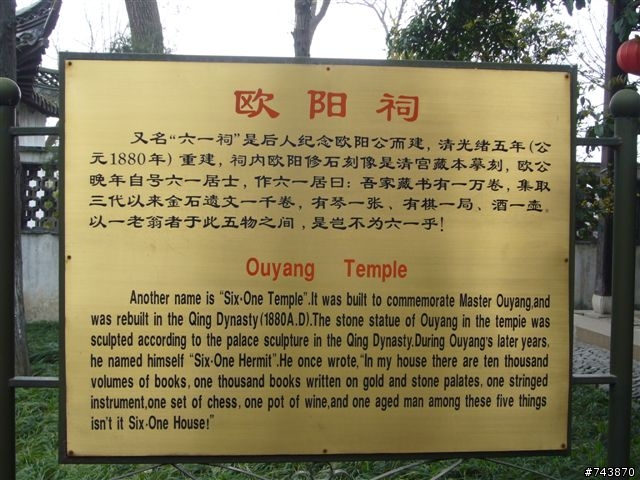 欧阳祠
又名“六一祠”是后人纪念欧阳公而建，清光绪五年(公
元1880年）重建，祠内欧阳修石刻像是清宫藏本摹刻，欧公
晚年自号六一居士，作六一居曰：吾家藏书有一万卷，集取
三代以来金石遗文一千卷，有琴一张、有棋一局、酒一壶。
以一老翁者于此五物之间，是岂不为六一乎！
Ouyang Temple
Another name is “Six·One Temple”.It was built to commemorate Master Ouyang,and
was rebuilt in the Qing Dynasty(1880A.D).The stone statue of Ouyang in the tempie was
sculpted according to the palace sculpture in the Qing Dynasty.During Ouyang's later years,
he named himself “Six·One Hermit”.He once wrote,“In my house there are ten thousand
volumes of books, one thousand books written on gold and stone palates, one stringed
instrument,one set of chess, one pot of wine,and one aged man among these five things
isn't it Six·One House!”
#743870